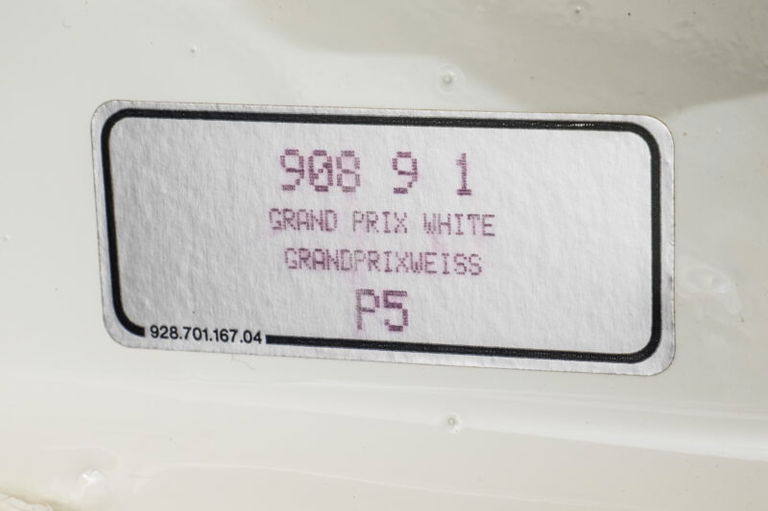 908 9 1
GRAND PRIX WHITE
GRANDPRIXWEISS
P5
928.701.167.04